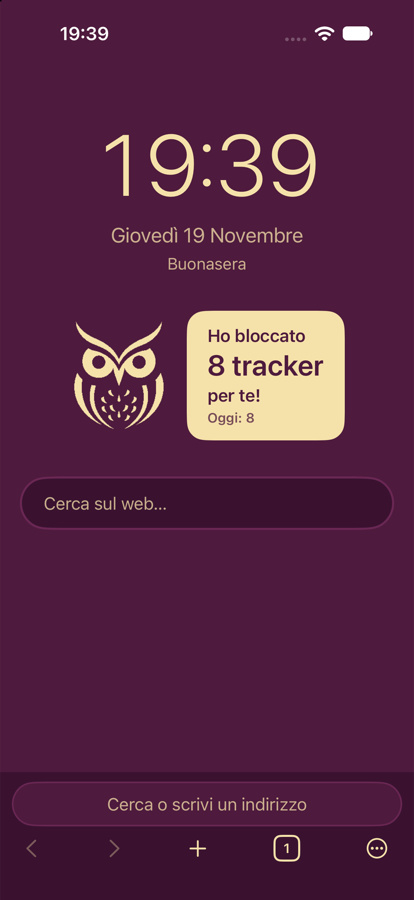 19:39
19:39
Giovedì 19 Novembre
Buonasera
Ho bloccato
8 tracker
per te!
Oggi: 8
Cerca sul web...
Cerca o scrivi un indirizzo
1